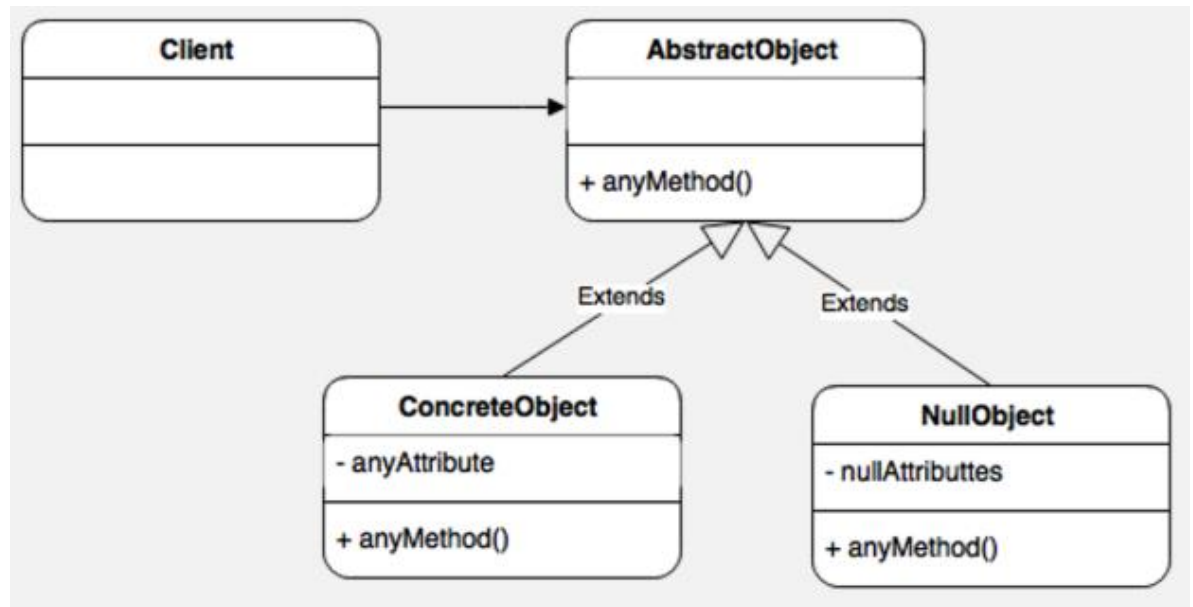 Client
AbstractObject
+ anyMethod()
Extends
Extends
ConcreteObject
- anyAttribute
+ anyMethod()
NullObject
- nullAttributtes
+ anyMethod()